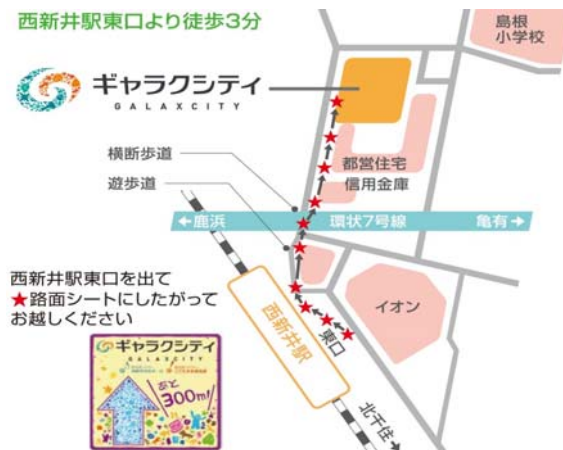 西新井駅東口より徒歩3分
島根
小学校
ギャラクシティ
GALAXCITY
横断歩道
都営住宅
信用金庫
遊歩道
←鹿浜 環状7号線 亀有→
西新井駅東口を出て
★路面シートにしたがって
お越しください
イオン
東口
西新井駅
ギャラクシティ
GALAXCITY
あと
300m!
北千住→